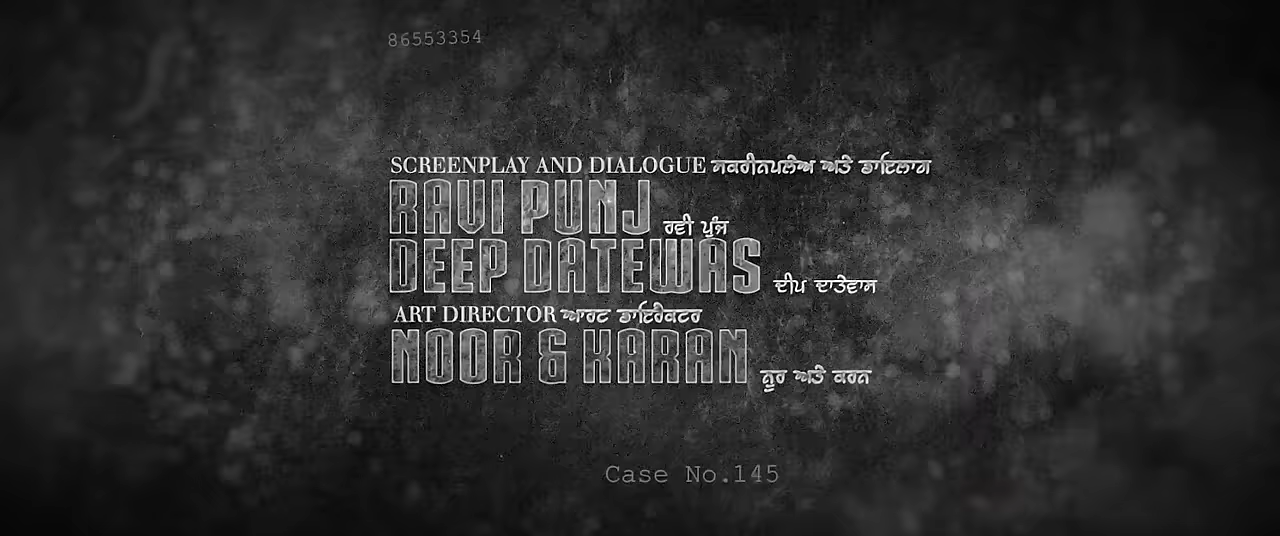 86553354
SCREENPLAY AND DIALOGUE ਸਕਰੀਨਪਲੇਅ ਅਤੇ ਡਾਇਲਾਗ
RAVI PUNJ ਰਵੀ ਪੁੰਜ
DEEP DATEWAS ਦੀਪ ਦਾਤੇਵਾਸ
ART DIRECTOR ਆਰਟ ਡਾਇਰੈਕਟਰ
NOOR & KARAN ਨੂਰ ਅਤੇ ਕਰਨ
Case No.145